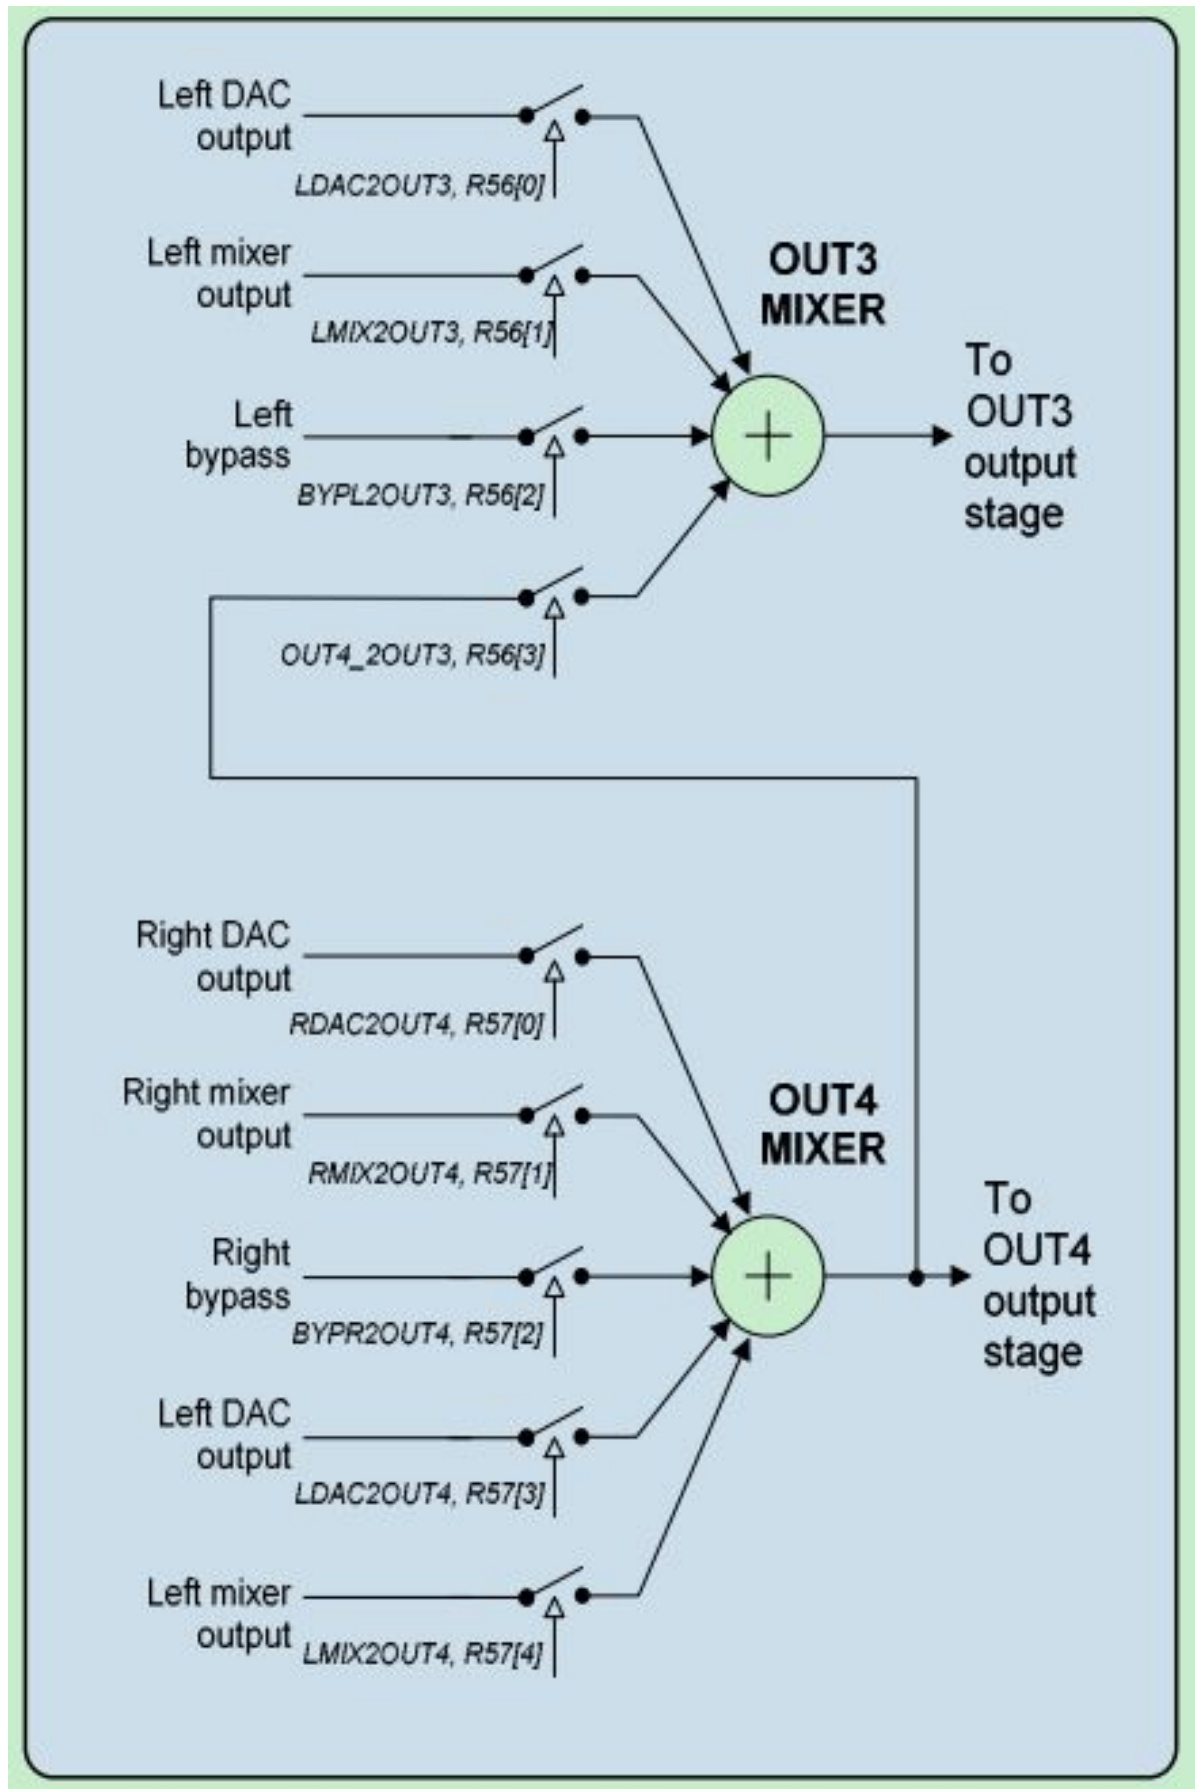 Left DAC
output
LDAC2OUT3, R56[0]
Left mixer
output
LMIX2OUT3, R56[1]
OUT3
MIXER
Left
bypass
BYPL2OUT3, R56[2]
To
OUT3
output
stage
OUT4_2OUT3, R56[3]
Right DAC
output
RDAC2OUT4, R57[0]
Right mixer
output
RMIX2OUT4, R57[1]
OUT4
MIXER
Right
bypass
BYPR2OUT4, R57[2]
To
OUT4
output
stage
Left DAC
output
LDAC2OUT4, R57[3]
Left mixer
output
LMIX2OUT4, R57[4]